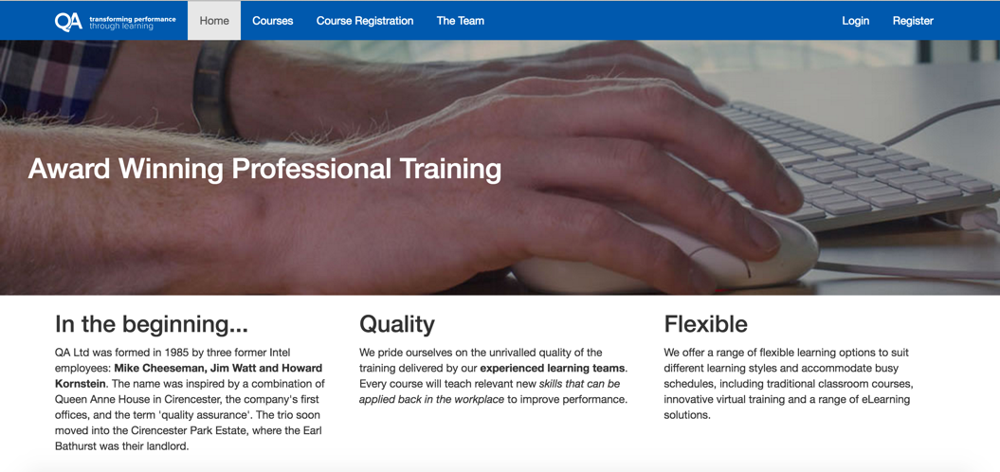 QA transforming performance
through learning
Home Courses Course Registration The Team Login Register
Award Winning Professional Training
In the beginning...
QA Ltd was formed in 1985 by three former Intel
employees: Mike Cheeseman, Jim Watt and Howard
Kornstein. The name was inspired by a combination of
Queen Anne House in Cirencester, the company's first
offices, and the term 'quality assurance'. The trio soon
moved into the Cirencester Park Estate, where the Earl
Bathurst was their landlord.
Quality
We pride ourselves on the unrivalled quality of the
training delivered by our experienced learning teams.
Every course will teach relevant new skills that can be
applied back in the workplace to improve performance.
Flexible
We offer a range of flexible learning options to suit
different learning styles and accommodate busy
schedules, including traditional classroom courses,
innovative virtual training and a range of eLearning
solutions.